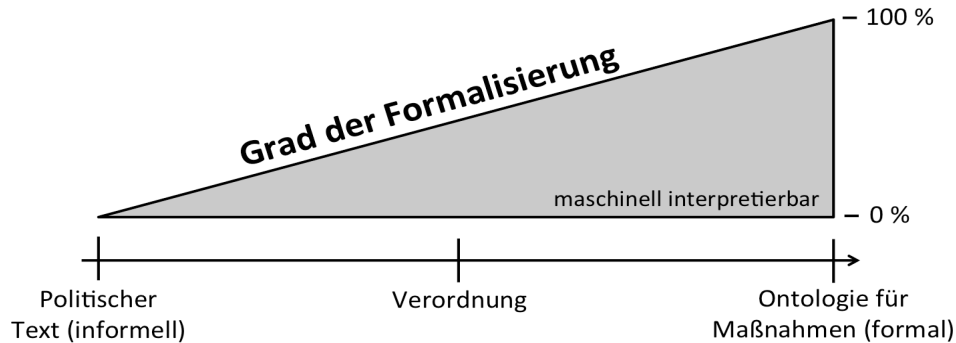 100 %
Grad der Formalisierung
maschinell interpretierbar
0 %
Politischer
Text (informell)
Verordnung
Ontologie für
Maßnahmen (formal)